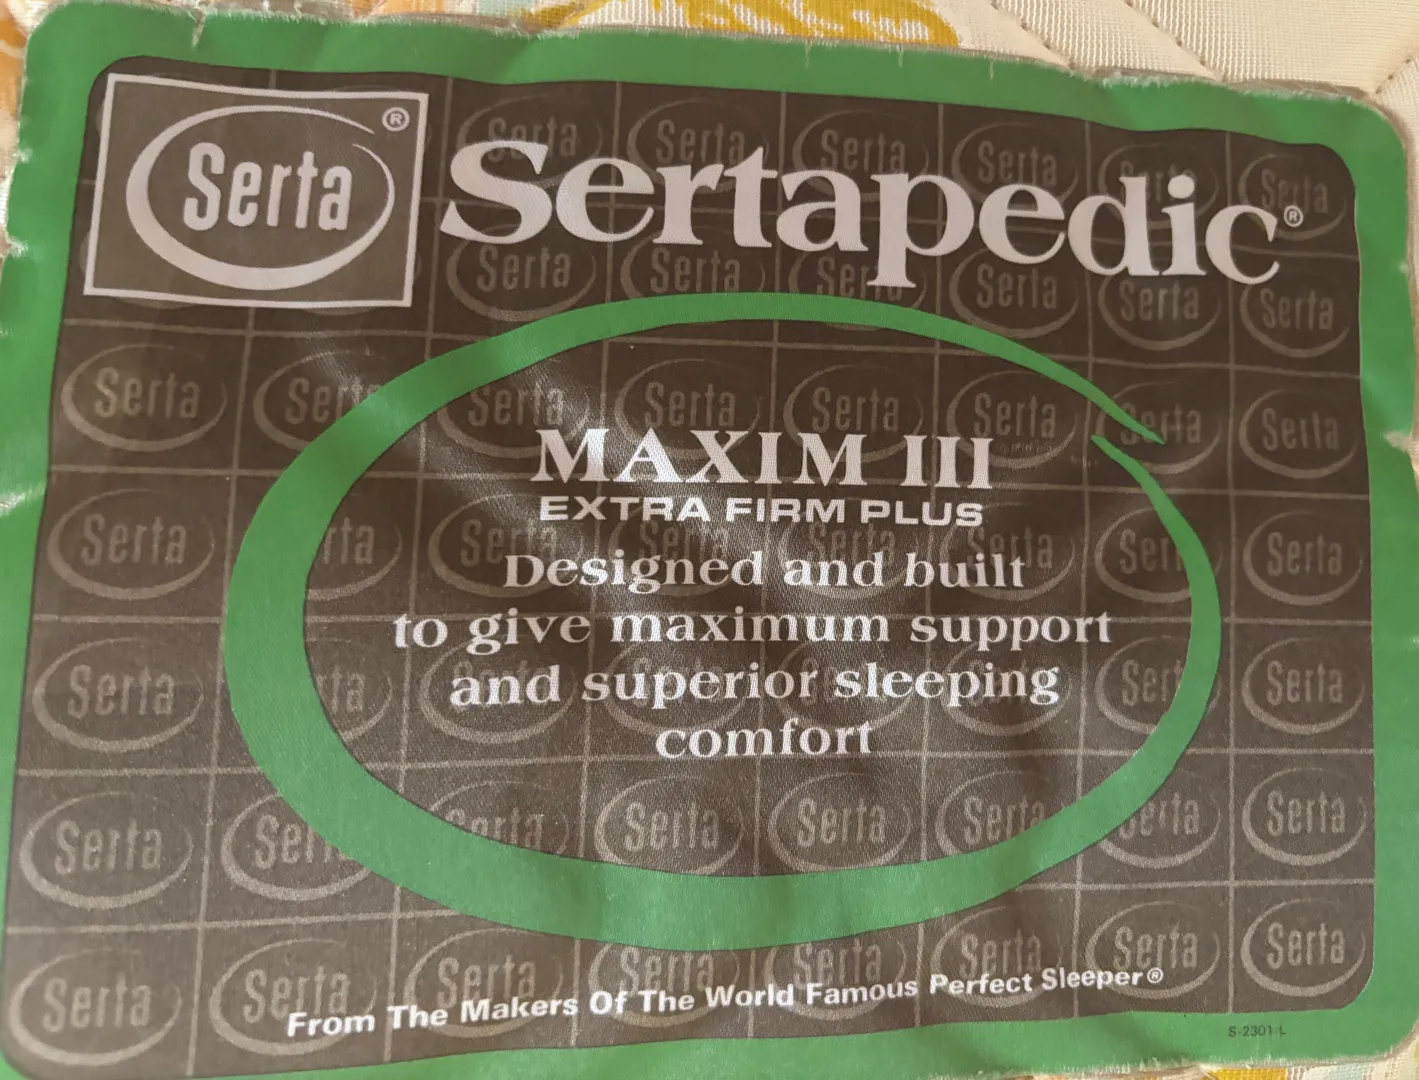 Serta®
Sertapedic®
MAXIM III
EXTRA FIRM PLUS
Designed and built
to give maximum support
and superior sleeping
comfort
From The Makers Of The World Famous Perfect Sleeper®
S-2301-L